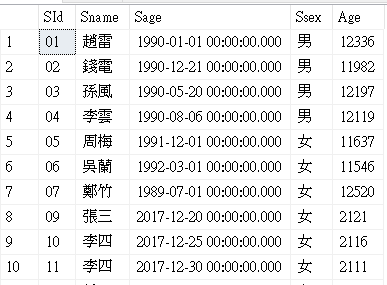 SId Sname Sage Ssex Age
1 01 趙雷 1990-01-01 00:00:00.000 男 12336
2 02 錢電 1990-12-21 00:00:00.000 男 11982
3 03 孫風 1990-05-20 00:00:00.000 男 12197
4 04 李雲 1990-08-06 00:00:00.000 男 12119
5 05 周梅 1991-12-01 00:00:00.000 女 11637
6 06 吳蘭 1992-03-01 00:00:00.000 女 11546
7 07 鄭竹 1989-07-01 00:00:00.000 女 12520
8 09 張三 2017-12-20 00:00:00.000 女 2121
9 10 李四 2017-12-25 00:00:00.000 女 2116
10 11 李四 2017-12-30 00:00:00.000 女 2111